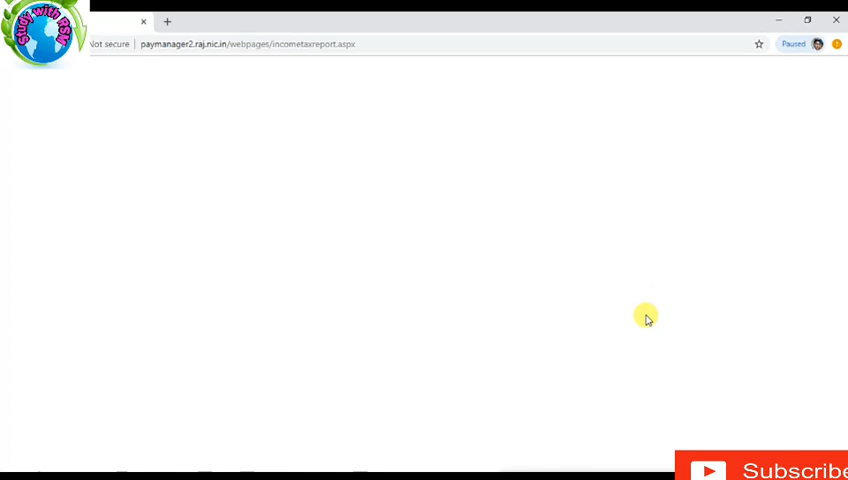 Study with RSM
Not secure | paymanager2.raj.nic.in/webpages/incometaxreport.aspx
Paused
Subscribe